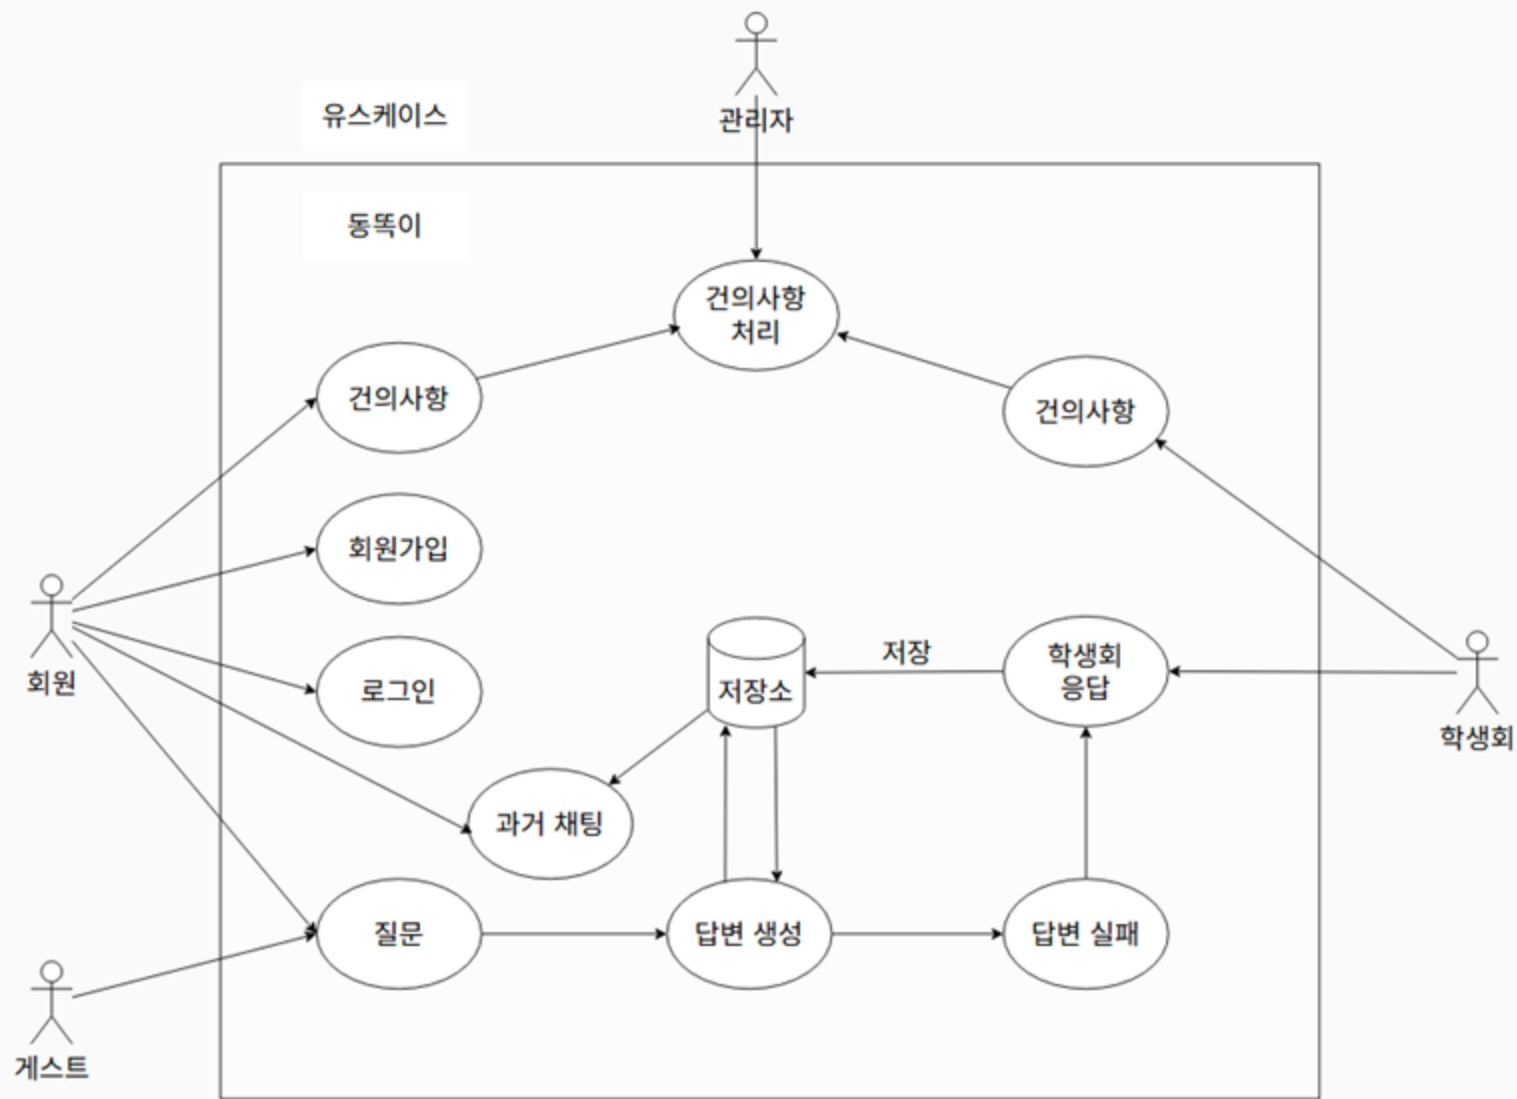 관리자
유스케이스
동똑이
건의사항
처리
건의사항
건의사항
회원가입
회원
로그인
저장소
저장
학생회
응답
학생회
과거 채팅
질문
답변 생성
답변 실패
게스트